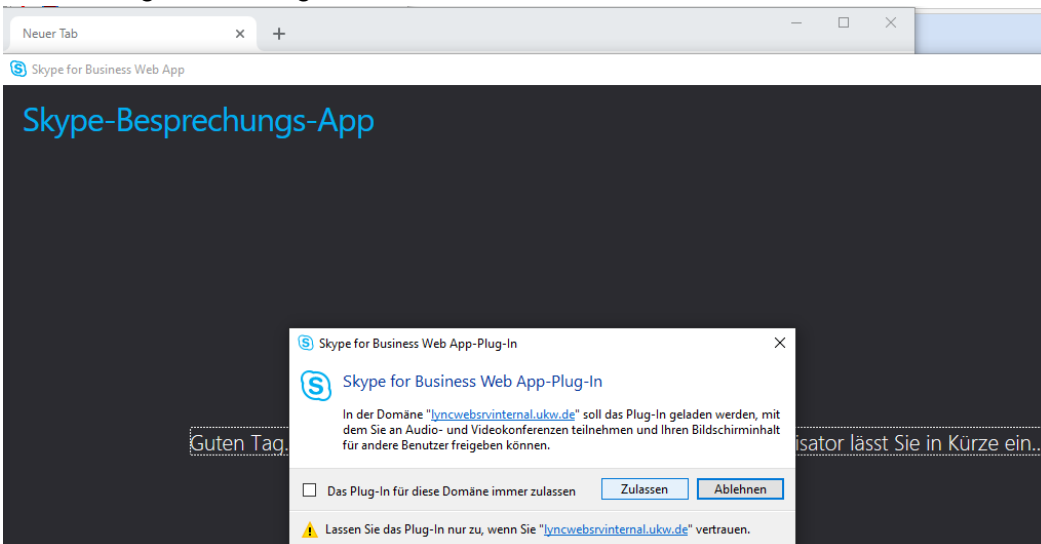 Neuer Tab
Skype for Business Web App
Skype-Besprechungs-App
Skype for Business Web App-Plug-In
Skype for Business Web App-Plug-In
In der Domäne "lyncwebsrvinternal.ukw.de" soll das Plug-In geladen werden, mit
dem Sie an Audio- und Videokonferenzen teilnehmen und Ihren Bildschirminhalt
für andere Benutzer freigeben können.
Guten Tag. lässt Sie in Kürze ein..
Das Plug-In für diese Domäne immer zulassen Zulassen Ablehnen
Lassen Sie das Plug-In nur zu, wenn Sie "lyncwebsrvinternal.ukw.de" vertrauen.